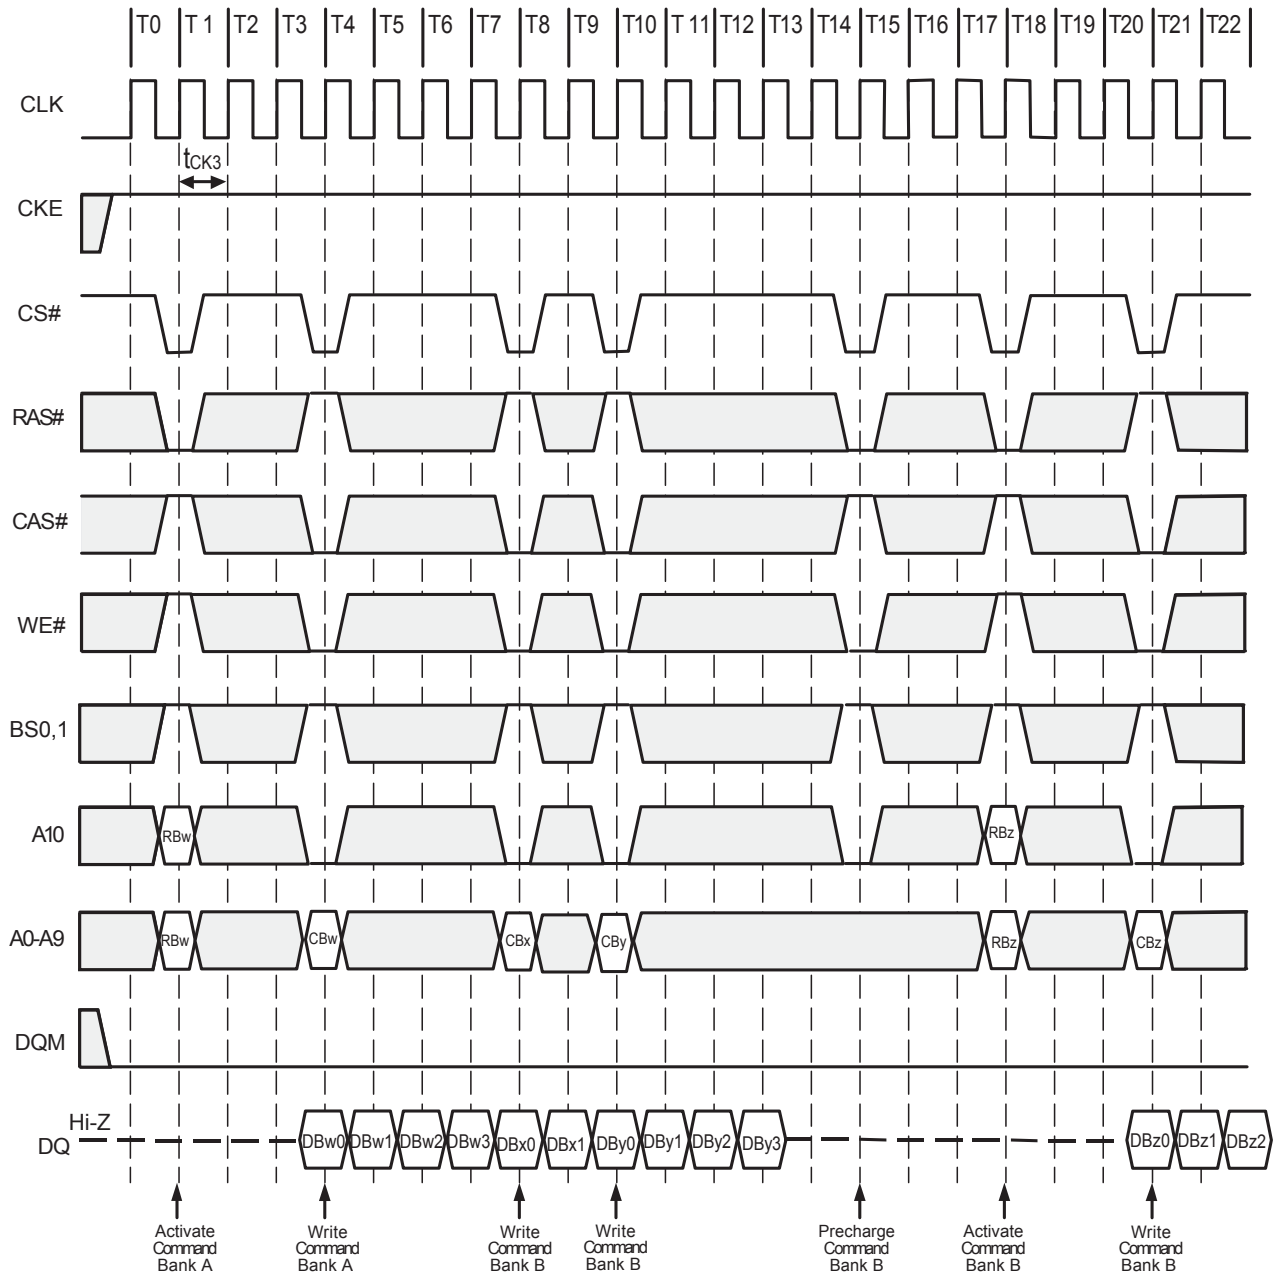 T0 T 1 T2 T3 T4 T5 T6 T7 T8 T9 T10 T 11 T12 T13 T14 T15 T16 T17 T18 T19 T20 T21 T22
CLK
tCK3
CKE
CS#
RAS#
CAS#
WE#
BS0,1
A10 RBw RBz
A0-A9 RBw CBw CBx CBy RBz CBz
DQM
Hi-Z
DQ DBw0 DBw1 DBw2 DBw3 DBx0 DBx1 DBy0 DBy1 DBy2 DBy3 DBz0 DBz1 DBz2
Activate
Command
Bank A
Write
Command
Bank A
Write
Command
Bank B
Write
Command
Bank B
Precharge
Command
Bank B
Activate
Command
Bank B
Write
Command
Bank B